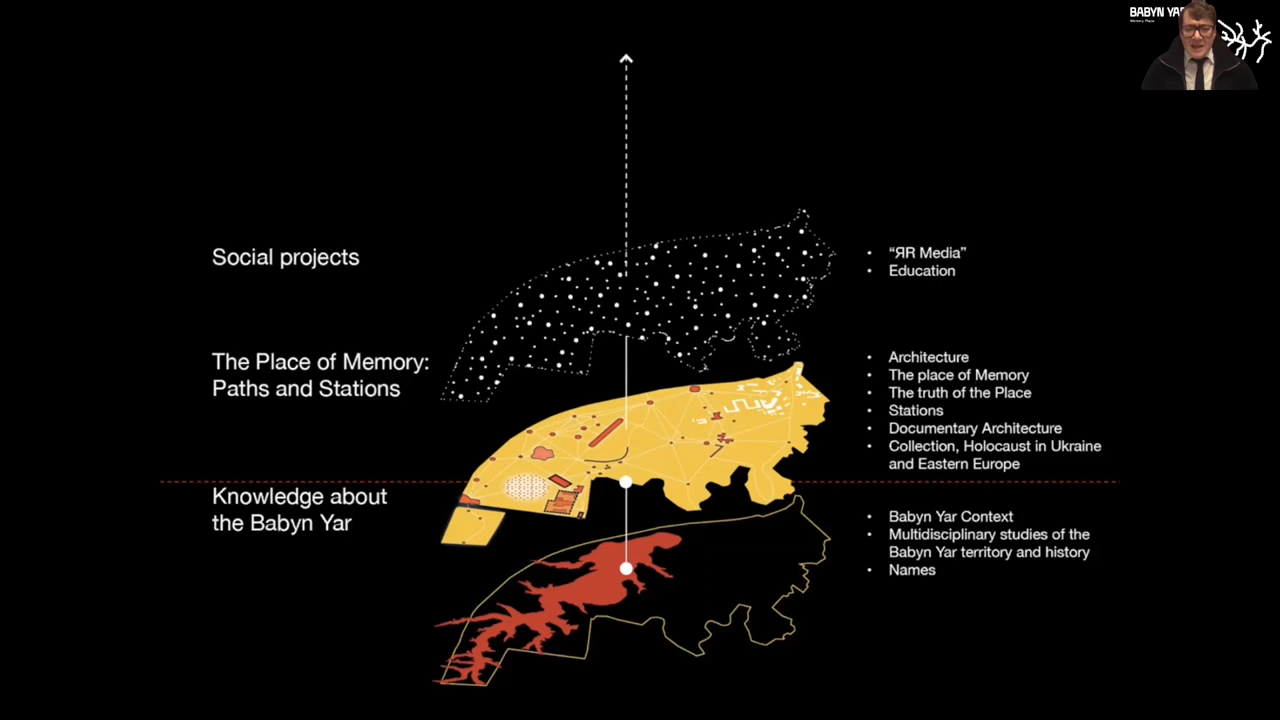 BABYN YAR
Memory Place
Social projects
• “ЯR Media”
• Education
The Place of Memory:
Paths and Stations
• Architecture
• The place of Memory
• The truth of the Place
• Stations
• Documentary Architecture
• Collection, Holocaust in Ukraine
and Eastern Europe
Knowledge about
the Babyn Yar
• Babyn Yar Context
• Multidisciplinary studies of the
Babyn Yar territory and history
• Names